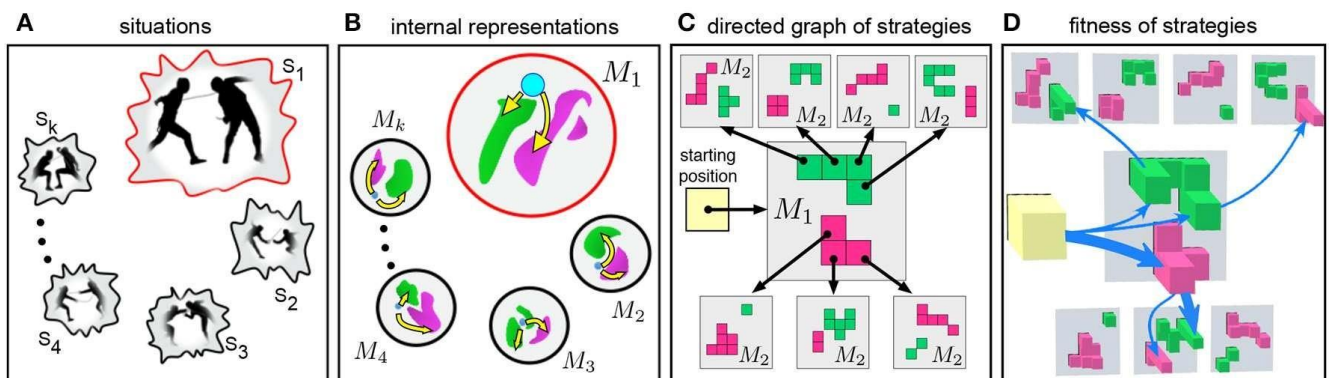 A situations
B internal representations
C directed graph of strategies
D fitness of strategies
S1
Sk
S2
S4
S3
M1
Mk
M2
M4
M3
M2
M2
M2
M2
starting
position
M1
M2
M2
M2